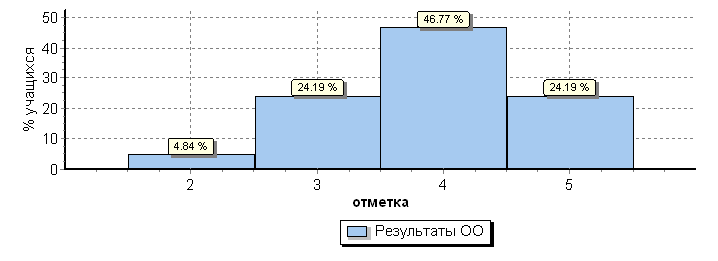 % учащихся
50
40
30
20
10
0
4.84 %
24.19 %
46.77 %
24.19 %
2 3 4 5
отметка
Результаты ОО